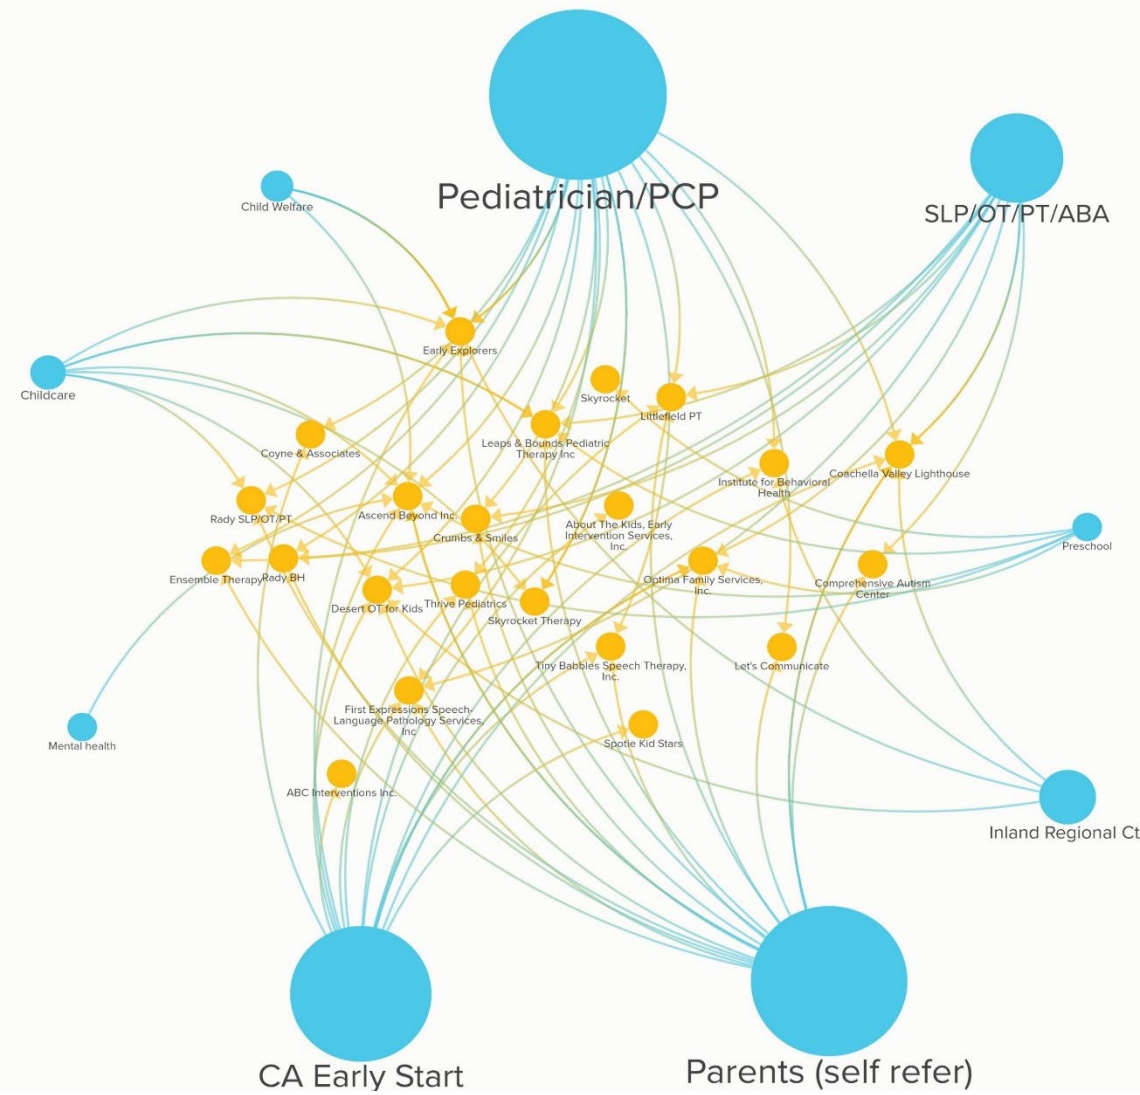 Pediatrician/PCP
SLP/OT/PT/ABA
Child Welfare
Early Explorers
Childcare
Skyrocket
Littlefield PT
Leaps & Bounds Pediatric
Therapy Inc
Coyne & Associates
Institute for Behavioral
Health
Coachella Valley Lighthouse
Rady SLP/OT/PT
Ascend Beyond Inc.
Crumbs & Smiles
About The Kids, Early
Intervention Services,
Inc.
Preschool
Ensemble Therapy
Rady BH
Desert OT for Kids
Thrive Pediatrics
Skyrocket Therapy
Optima Family Services,
Inc.
Comprehensive Autism
Center
Tiny Babbles Speech Therapy,
Inc.
Let's Communicate
First Expressions Speech-
Language Pathology Services,
Inc
Spotie Kid Stars
Mental health
ABC Interventions Inc.
Inland Regional Ct
CA Early Start
Parents (self refer)